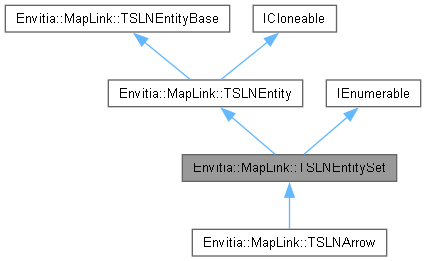 Envitia::MapLink::TSLNEntityBase
ICloneable
Envitia::MapLink::TSLNEntity
IEnumerable
Envitia::MapLink::TSLNEntitySet
Envitia::MapLink::TSLNArrow